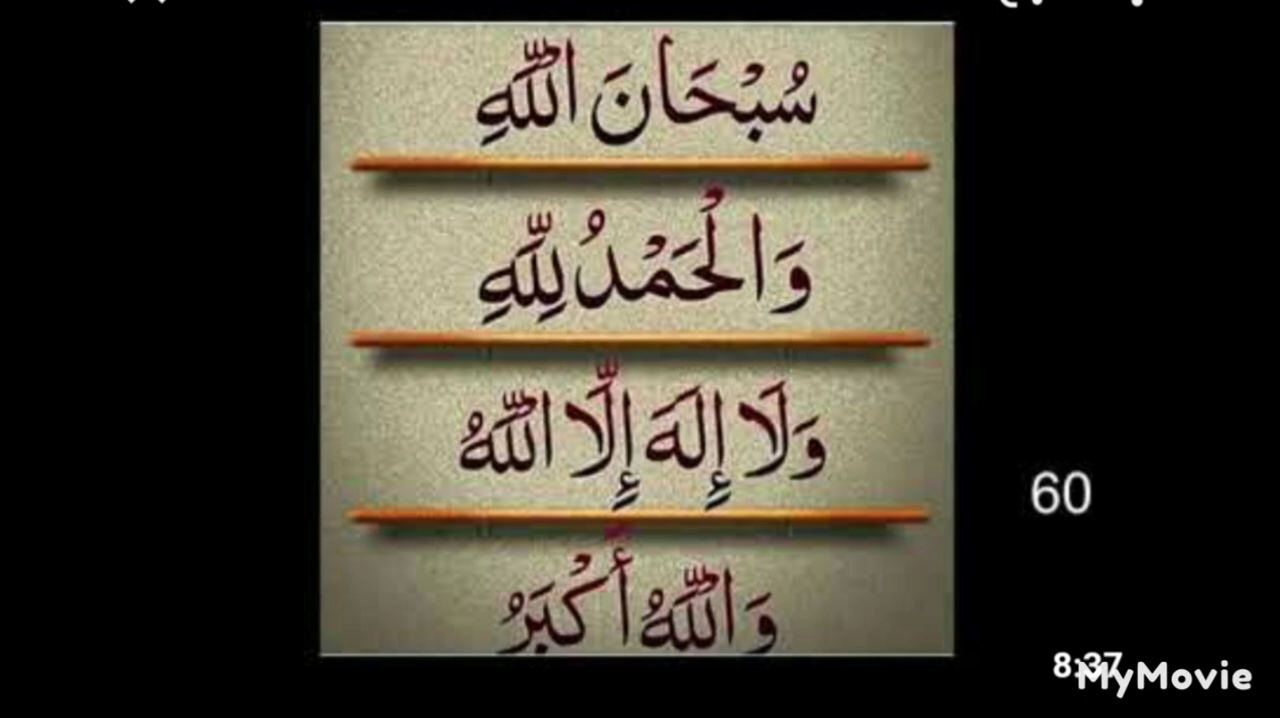 سُبْحَانَ اللَّهِ
وَالْحَمْدُ لِلَّهِ
وَلَا إِلَهَ إِلَّا اللَّهُ
60
وَاللَّهُ أَكْبَرُ
8:37
MyMovie